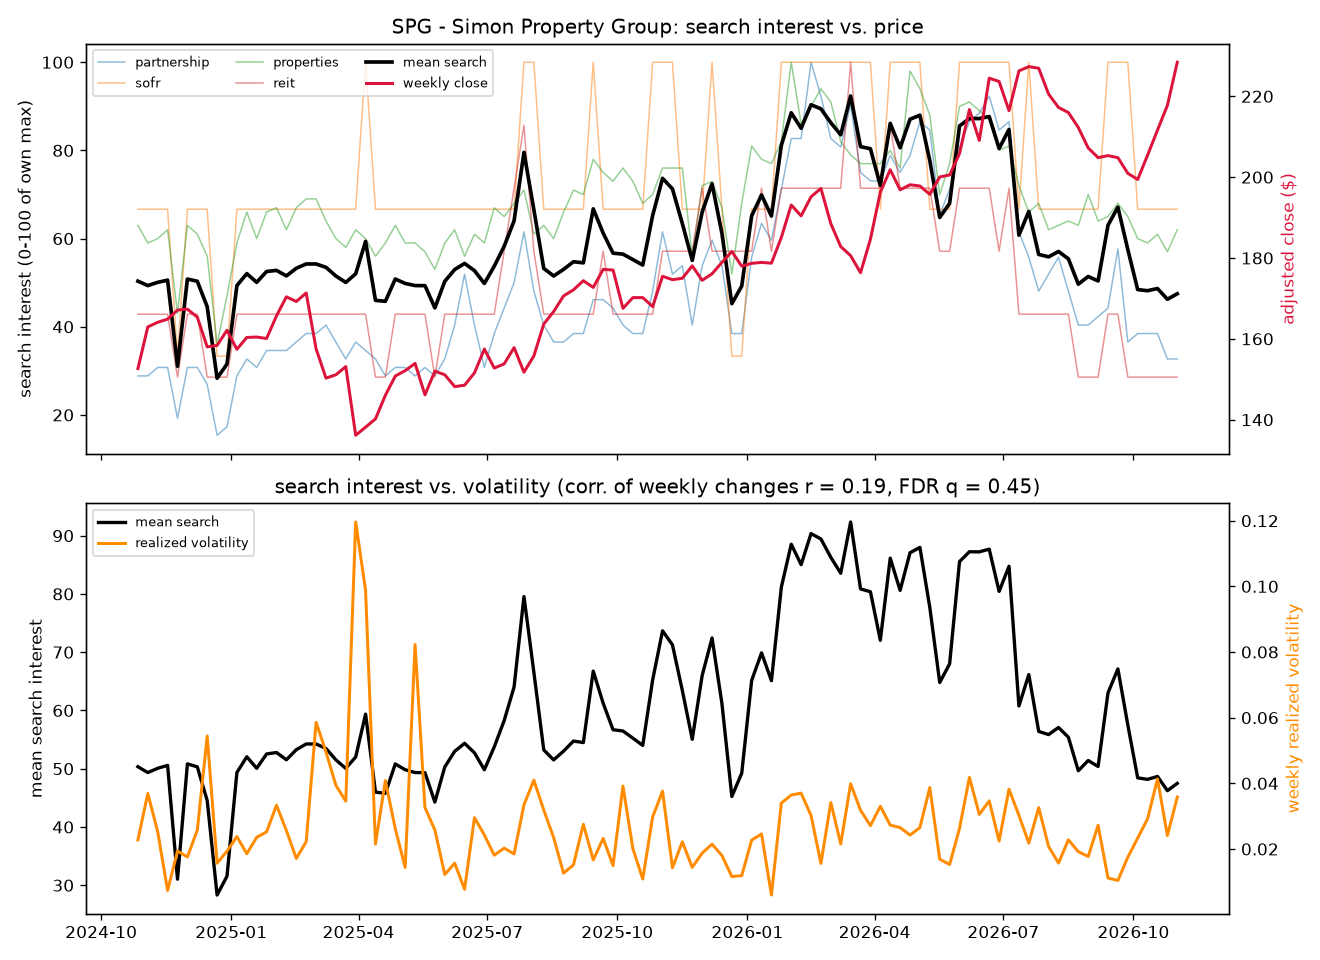 SPG - Simon Property Group: search interest vs. price
partnership
sofr
properties
reit
mean search
weekly close
search interest (0-100 of own max)
100
80
60
40
20
adjusted close ($)
220
200
180
160
140
search interest vs. volatility (corr. of weekly changes r = 0.19, FDR q = 0.45)
mean search
realized volatility
mean search interest
90
80
70
60
50
40
30
weekly realized volatility
0.12
0.10
0.08
0.06
0.04
0.02
2024-10
2025-01
2025-04
2025-07
2025-10
2026-01
2026-04
2026-07
2026-10